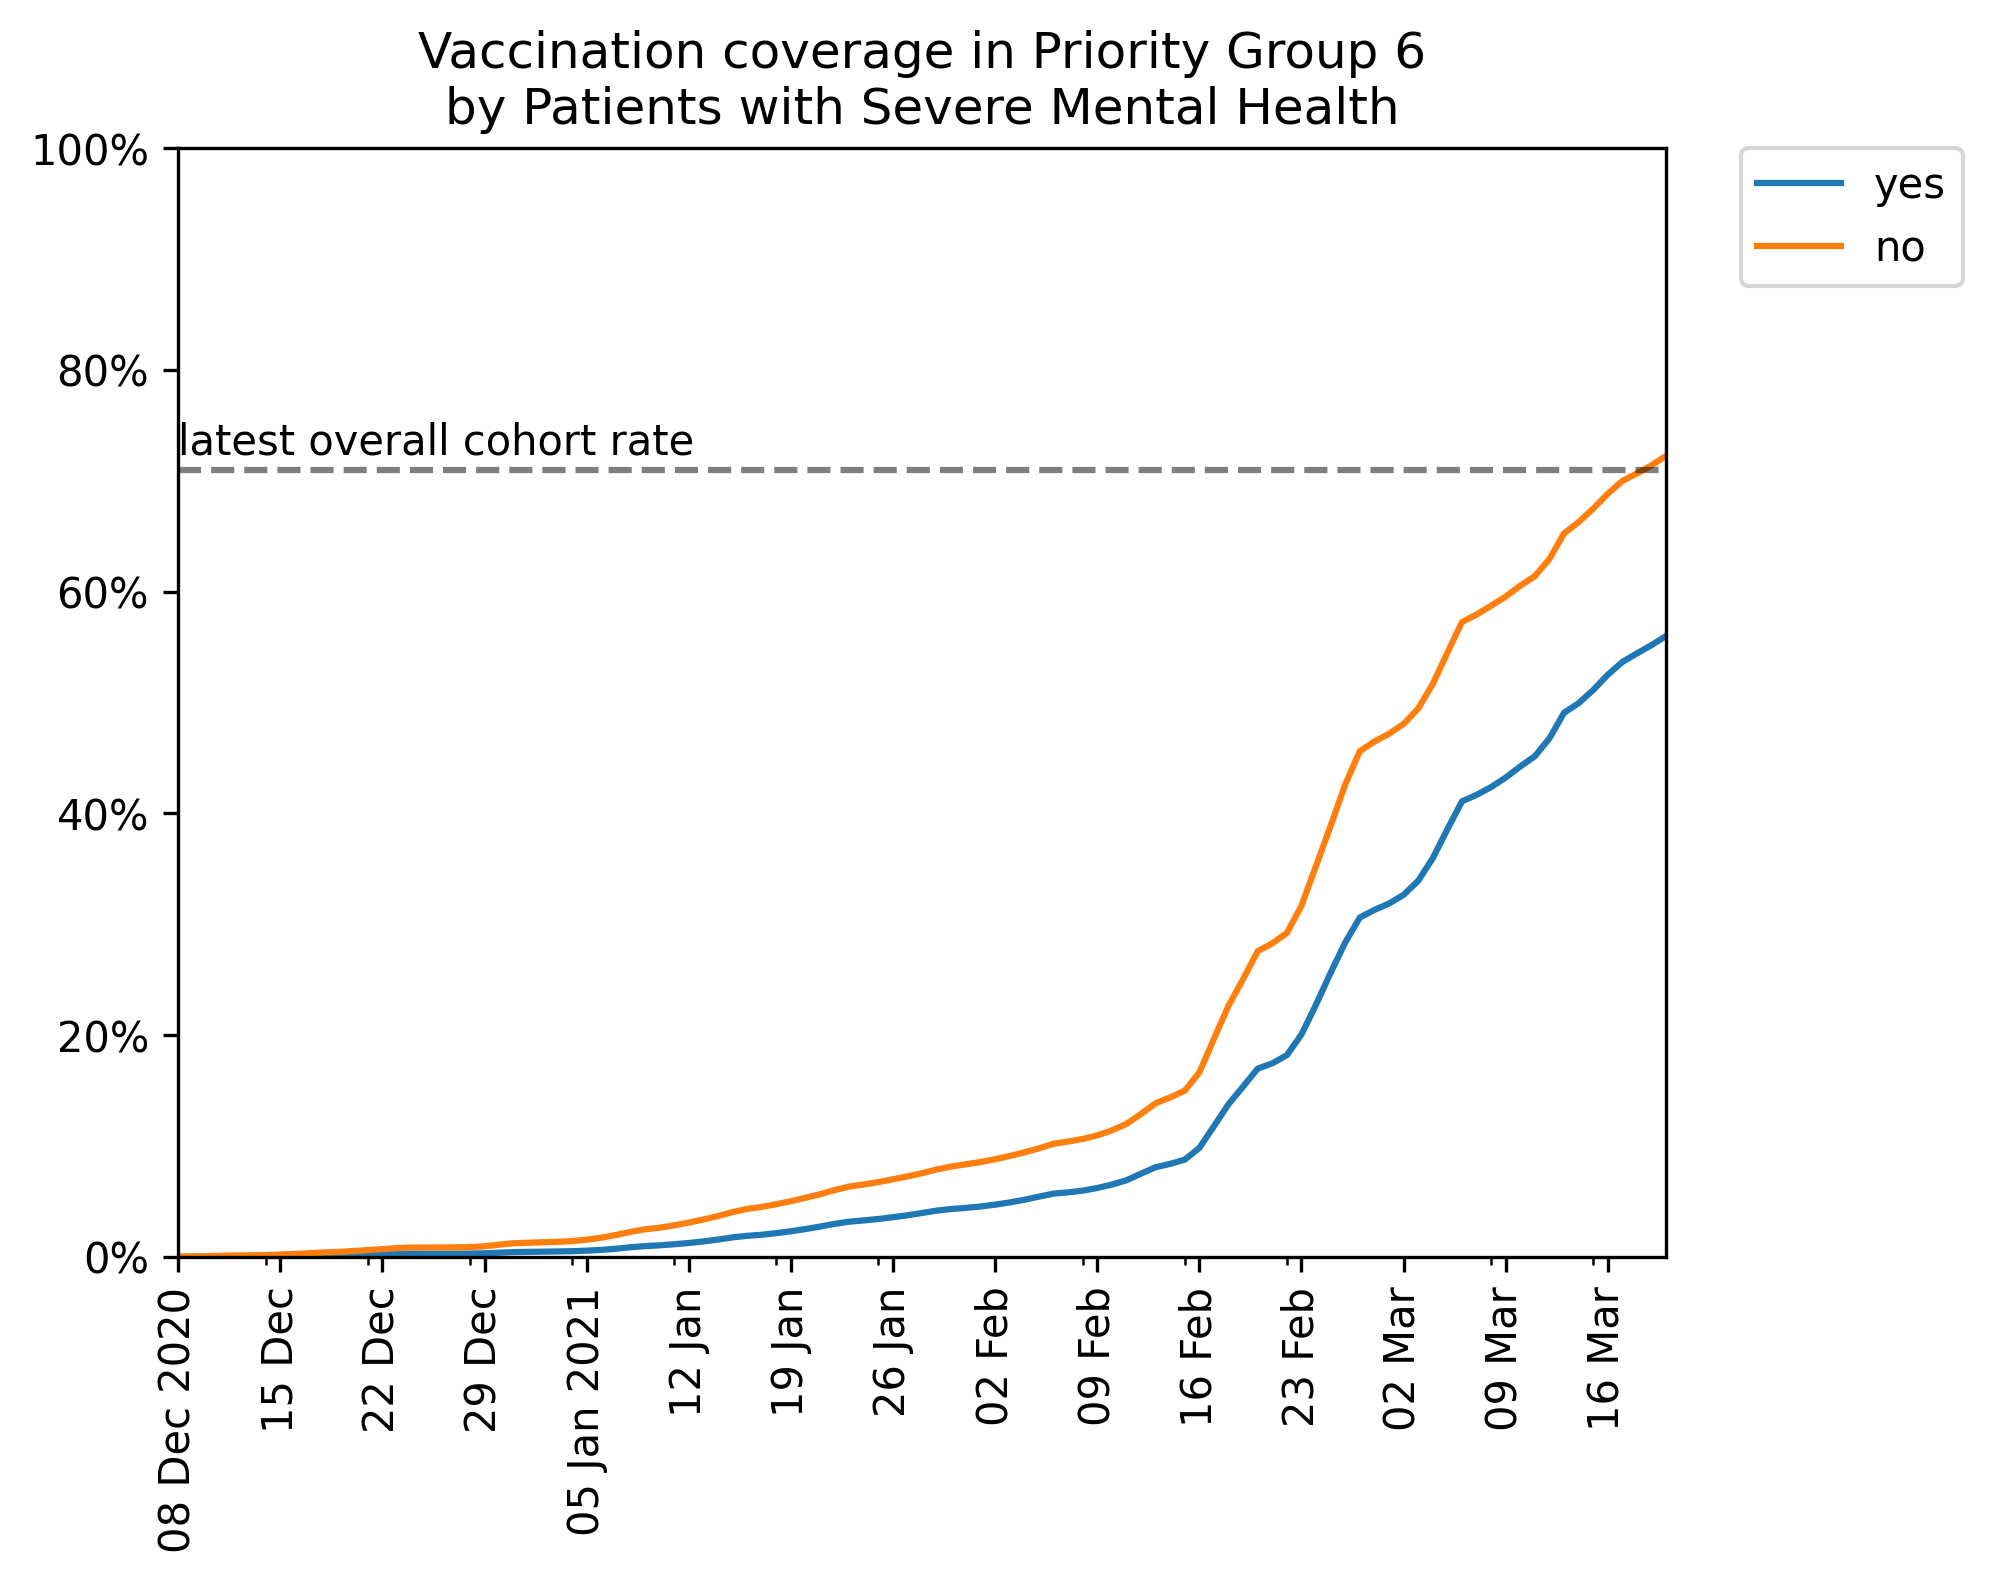 Vaccination coverage in Priority Group 6
by Patients with Severe Mental Health
100%
80%
60%
40%
20%
0%
latest overall cohort rate
yes
no
08 Dec 2020
15 Dec
22 Dec
29 Dec
05 Jan 2021
12 Jan
19 Jan
26 Jan
02 Feb
09 Feb
16 Feb
23 Feb
02 Mar
09 Mar
16 Mar